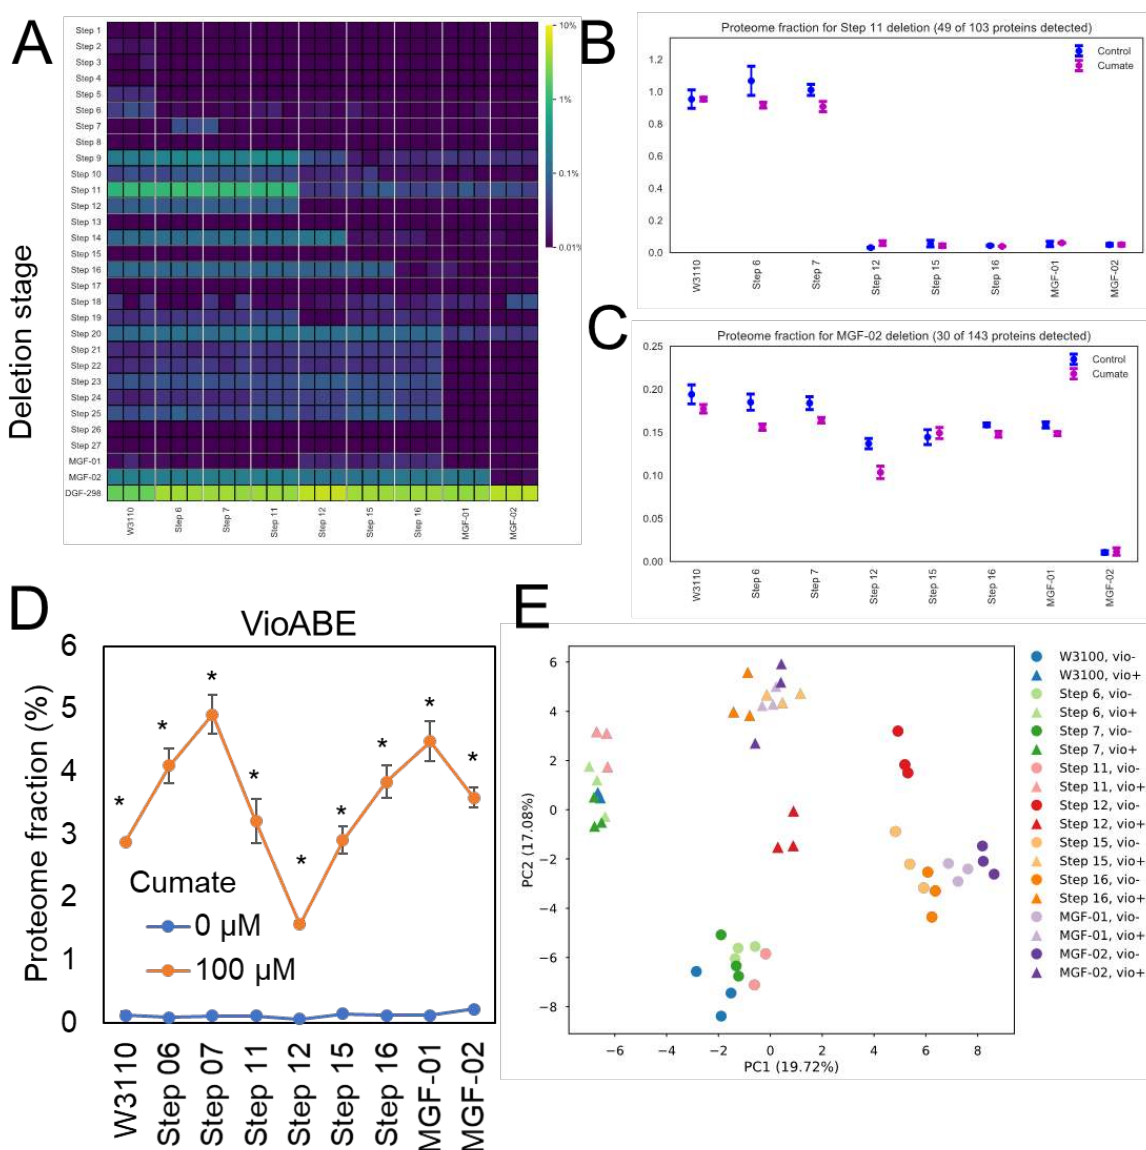 A
Step 1
Step 2
Step 3
Step 4
Step 5
Step 6
Step 7
Step 8
Step 9
Step 10
Step 11
Step 12
Step 13
Step 14
Step 15
Step 16
Step 17
Step 18
Step 19
Step 20
Step 21
Step 22
Step 23
Step 24
Step 25
Step 26
Step 27
MGF-01
MGF-02
DGF-298
Deletion stage
10%
1%
0.1%
0.01%
W3110
Step 6
Step 7
Step 11
Step 12
Step 15
Step 16
MGF-01
MGF-02
B
Proteome fraction for Step 11 deletion (49 of 103 proteins detected)
Control
Cumate
1.2
1.0
0.8
0.6
0.4
0.2
0.0
W3110
Step 6
Step 7
Step 12
Step 15
Step 16
MGF-01
MGF-02
C
Proteome fraction for MGF-02 deletion (30 of 143 proteins detected)
Control
Cumate
0.25
0.20
0.15
0.10
0.05
0.00
W3110
Step 6
Step 7
Step 12
Step 15
Step 16
MGF-01
MGF-02
D
VioABE
Proteome fraction (%)
6
5
4
3
2
1
0
* * * * * * * * *
Cumate
0 µM
100 µM
W3110
Step 06
Step 07
Step 11
Step 12
Step 15
Step 16
MGF-01
MGF-02
E
PC2 (17.08%)
6
4
2
0
−2
−4
−6
−8
−6 −4 −2 0 2 4 6 8
PC1 (19.72%)
W3100, vio-
W3100, vio+
Step 6, vio-
Step 6, vio+
Step 7, vio-
Step 7, vio+
Step 11, vio-
Step 11, vio+
Step 12, vio-
Step 12, vio+
Step 15, vio-
Step 15, vio+
Step 16, vio-
Step 16, vio+
MGF-01, vio-
MGF-01, vio+
MGF-02, vio-
MGF-02, vio+